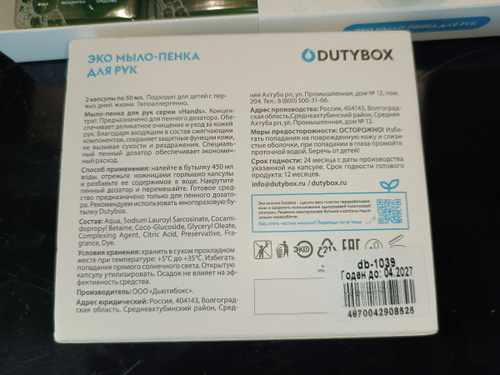 ЭКО МЫЛО-ПЕНКА ДЛЯ РУК
ЭКО МЫЛО-ПЕНКА
ДЛЯ РУК
2 капсулы по 50 мл. Подходит для детей с пер-
вых дней жизни. Гипоаллергенно.
Мыло-пенка для рук серии «Hands». Концен-
трат. Предназначено для пенного дозатора. Обе-
спечивает деликатное очищение и уход за кожей
рук. Благодаря входящим в состав смягчающим
компонентам, сохраняет защитные функции кожи,
не вызывая сухости и раздражения. Специаль-
ный пенный дозатор обеспечивает экономич-
ный расход.
Способ применения: налейте в бутылку 450 мл
воды, отрежьте ножницами горлышко капсулы
и разбавьте ее содержимое в воде. Накрутите
пенный дозатор и перемешайте. Готовое сред-
ство предназначено только для пенного дозато-
ра. Рекомендуем использовать многоразовую бу-
тылку Dutybox.
Состав: Aqua, Sodium Lauroyl Sarcosinate, Cocami-
dopropyl Betaine, Coco-Glucoside, Glyceryl Oleate,
Complexing Agent, Citric Acid, Preservative, Fra-
grance, Dye.
Условия хранения: хранить в сухом прохладном
месте при температуре: +5°С до +35°С. Избегать
попадания прямого солнечного света. Открытую
капсулу утилизировать. Осадок не влияет на эф-
фективность средства.
Производитель: ООО «Дьютибокс».
Адрес юридический: Россия, 404143, Волгоград-
ская область, Среднеахтубинский район, Сред-
DUTYBOX
няя Ахтуба рп, ул. Промышленная, дом № 12, пом.
204. Тел.: 8 (800) 500-31-66.
Адрес производства: Россия, 404143, Волгоград-
ская область, Среднеахтубинский район, Средняя
Ахтуба рп, ул. Промышленная, дом № 12.
Меры предосторожности: ОСТОРОЖНО! Избе-
гать попадания на поврежденную кожу и слизи-
стые оболочки, при попадании в глаза промойте
проточной водой. Беречь от детей!
Срок годности: 24 месяца с даты производства
указанной на капсуле. Срок годности готового
продукта: 12 месяцев.
info@dutybox.ru / dutybox.ru
EAC
db-1039
Годен до: 04.2027
4670042908525